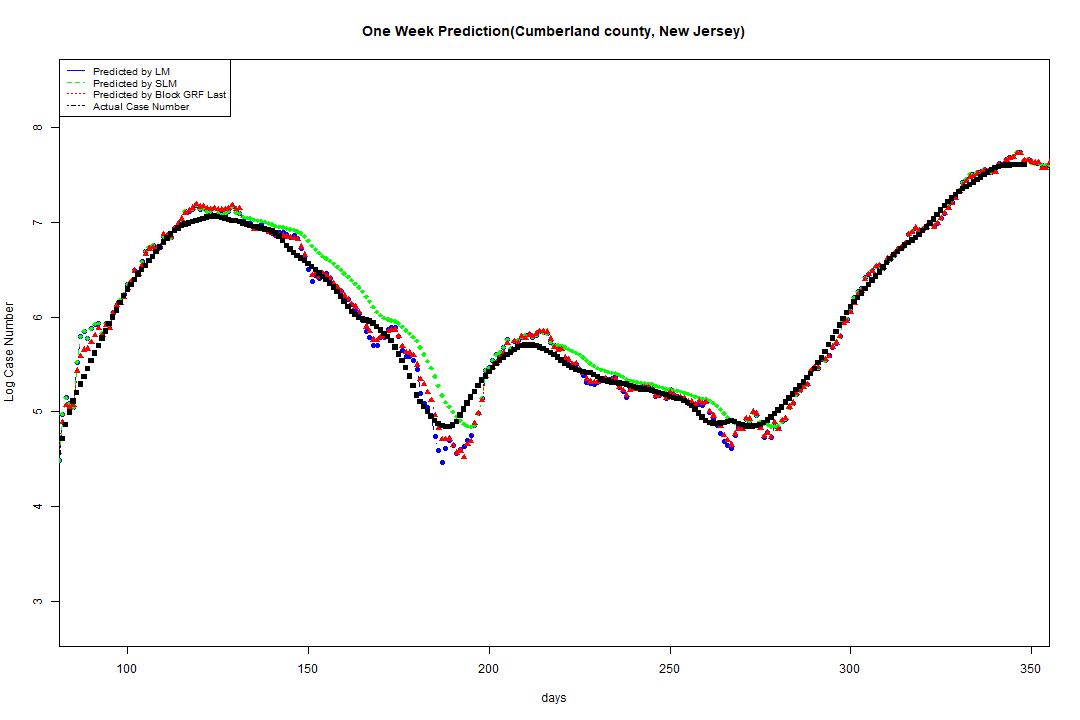 One Week Prediction(Cumberland county, New Jersey)
Predicted by LM
Predicted by SLM
Predicted by Block GRF Last
Actual Case Number
8
7
6
5
4
3
Log Case Number
100 150 200 250 300 350
days